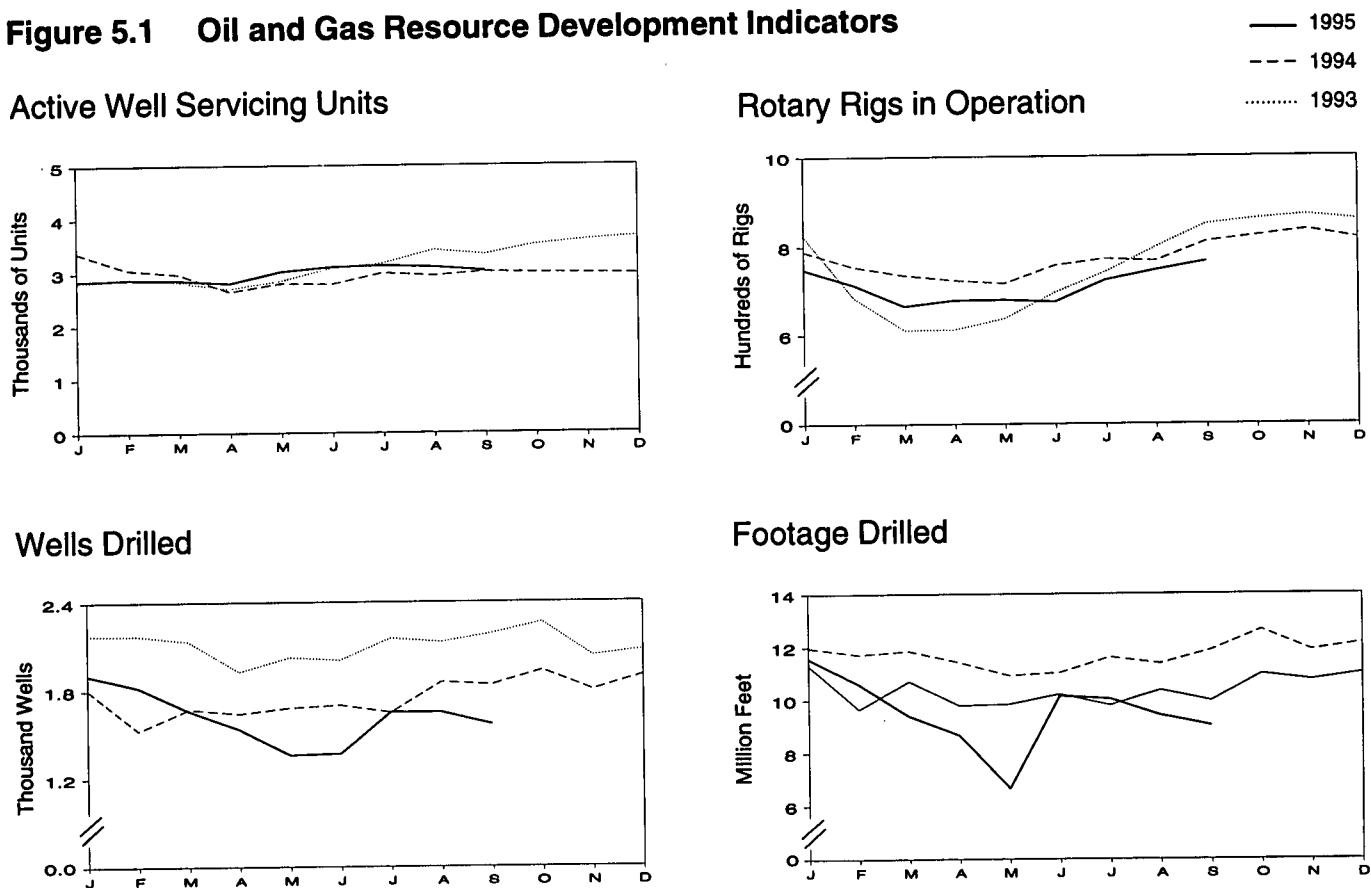 Figure 5.1 Oil and Gas Resource Development Indicators
1995
1994
1993
Active Well Servicing Units
Thousands of Units
5
4
3
2
1
0
J F M A M J J A S O N D
Rotary Rigs in Operation
Hundreds of Rigs
10
8
6
0
J F M A M J J A S O N D
Wells Drilled
Thousand Wells
2.4
1.8
1.2
0.0
J F M A M J J A S O N D
Footage Drilled
Million Feet
14
12
10
8
6
0
J F M A M J J A S O N D